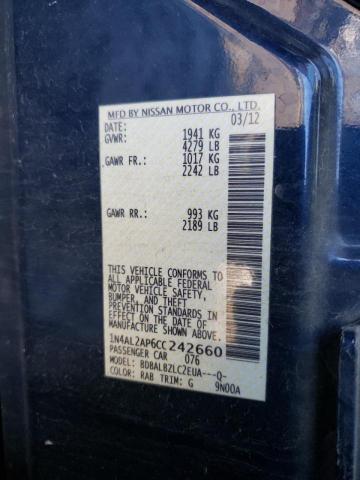 MFD BY NISSAN MOTOR CO., LTD.
DATE: 03/12
GVWR: 1941 KG
4279 LB
GAWR FR.: 1017 KG
2242 LB
GAWR RR.: 993 KG
2189 LB
THIS VEHICLE CONFORMS TO
ALL APPLICABLE FEDERAL
MOTOR VEHICLE SAFETY,
BUMPER, AND THEFT
PREVENTION STANDARDS IN
EFFECT ON THE DATE OF
MANUFACTURE SHOWN ABOVE.
1N4AL2AP6CC242660
PASSENGER CAR 076
MODEL: BDBALBZLC2EUA---Q-
COLOR: RAB TRIM: G 9N00A